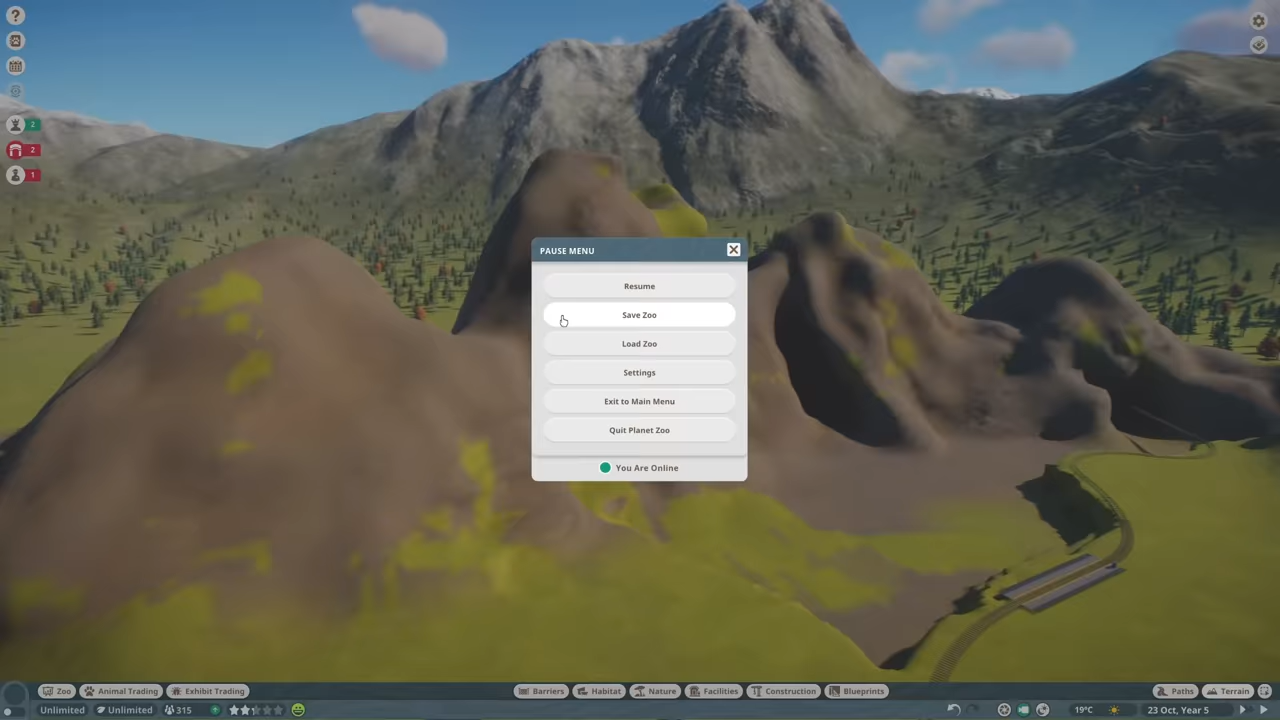 ?
2
2
1
PAUSE MENU
Resume
Save Zoo
Load Zoo
Settings
Exit to Main Menu
Quit Planet Zoo
You Are Online
Zoo
Animal Trading
Exhibit Trading
Barriers
Habitat
Nature
Facilities
Construction
Blueprints
Paths
Terrain
Unlimited
Unlimited
315
19°C
23 Oct, Year 5